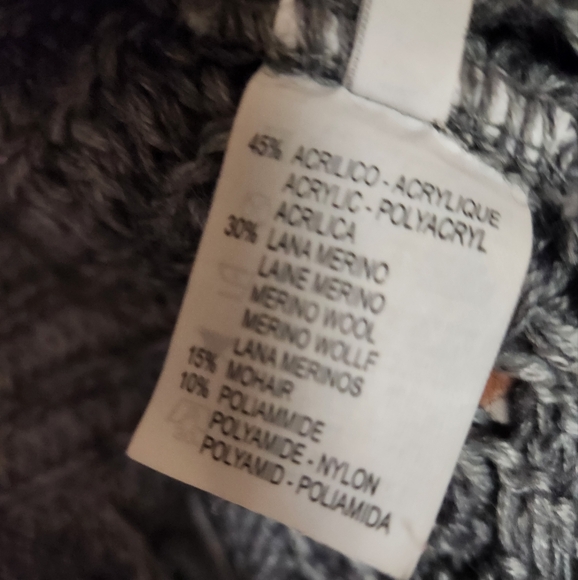 45% ACRILICO - ACRYLIQUE
ACRYLIC - POLYACRYL
ACRILICA
30% LANA MERINO
LAINE MERINO
MERINO WOOL
MERINO WOLLF
LANA MERINOS
15% MOHAIR
10% POLIAMMIDE
POLYAMIDE - NYLON
POLYAMID - POLIAMIDA